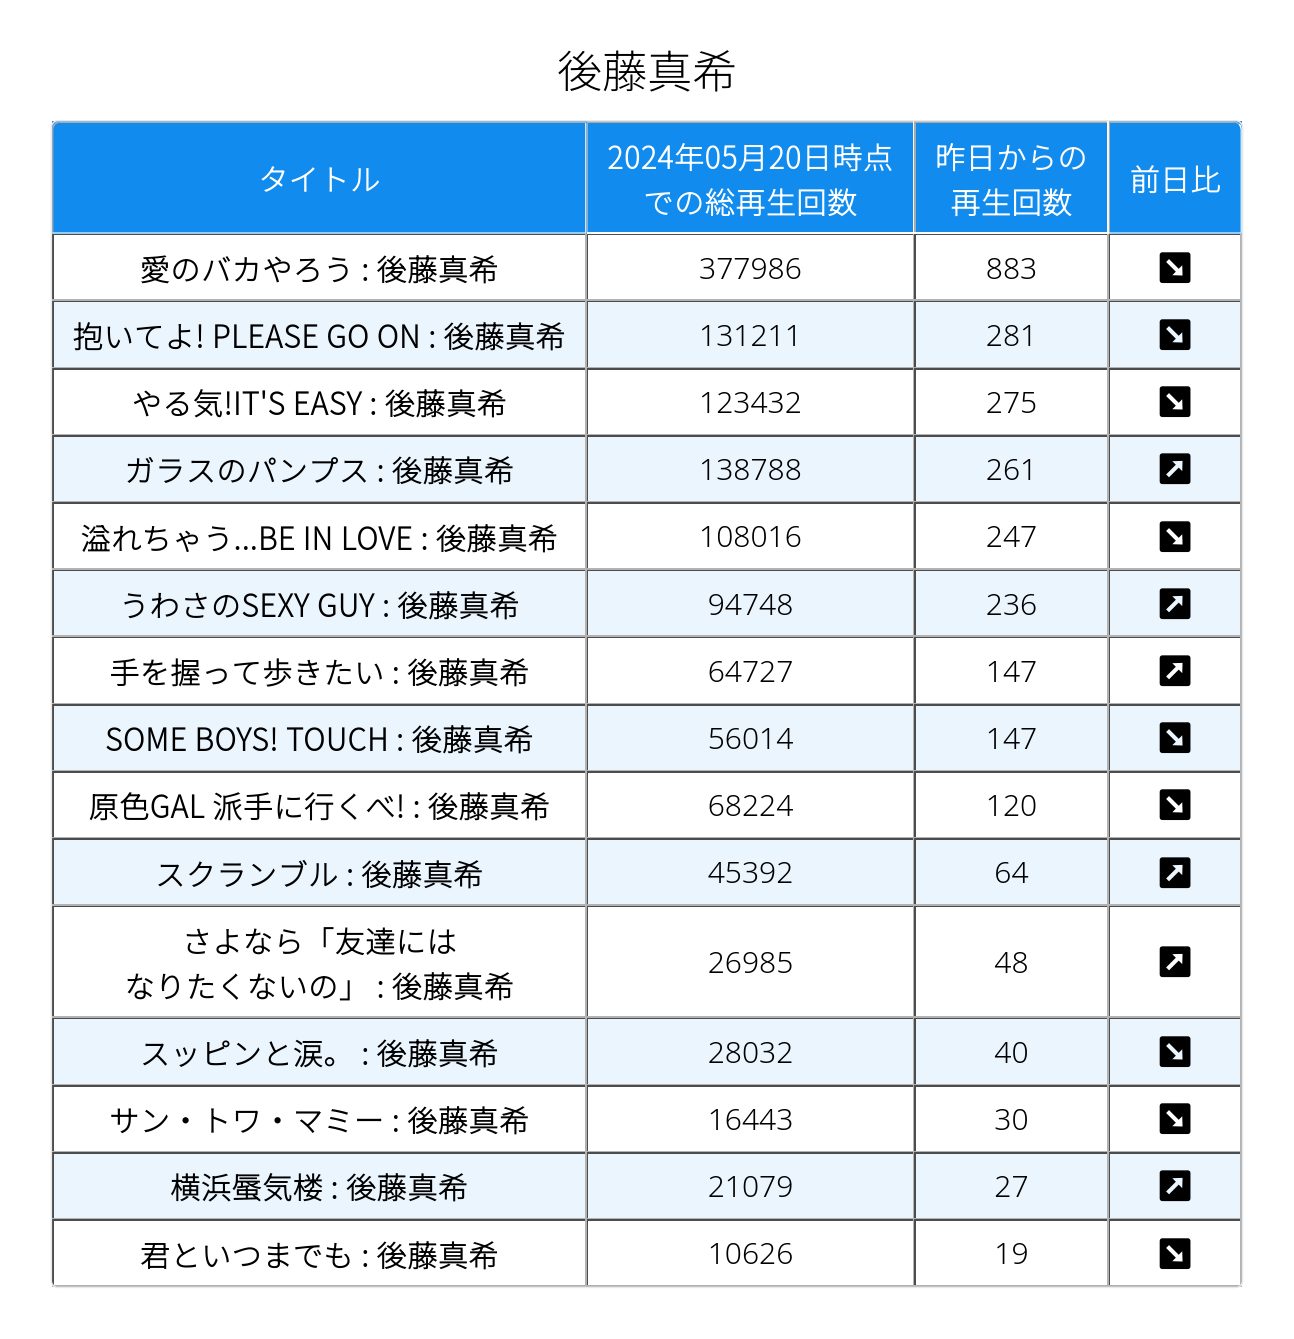 後藤真希
タイトル
2024年05月20日時点
での総再生回数
昨日からの
再生回数
前日比
愛のバカやろう : 後藤真希 377986 883 ↘
抱いてよ! PLEASE GO ON : 後藤真希 131211 281 ↘
やる気!IT'S EASY : 後藤真希 123432 275 ↘
ガラスのパンプス : 後藤真希 138788 261 ↗
溢れちゃう...BE IN LOVE : 後藤真希 108016 247 ↘
うわさのSEXY GUY : 後藤真希 94748 236 ↗
手を握って歩きたい : 後藤真希 64727 147 ↗
SOME BOYS! TOUCH : 後藤真希 56014 147 ↘
原色GAL 派手に行くべ! : 後藤真希 68224 120 ↘
スクランブル : 後藤真希 45392 64 ↗
さよなら「友達には
なりたくないの」 : 後藤真希 26985 48 ↗
スッピンと涙。 : 後藤真希 28032 40 ↘
サン・トワ・マミー : 後藤真希 16443 30 ↘
横浜蜃気楼 : 後藤真希 21079 27 ↗
君といつまでも : 後藤真希 10626 19 ↘